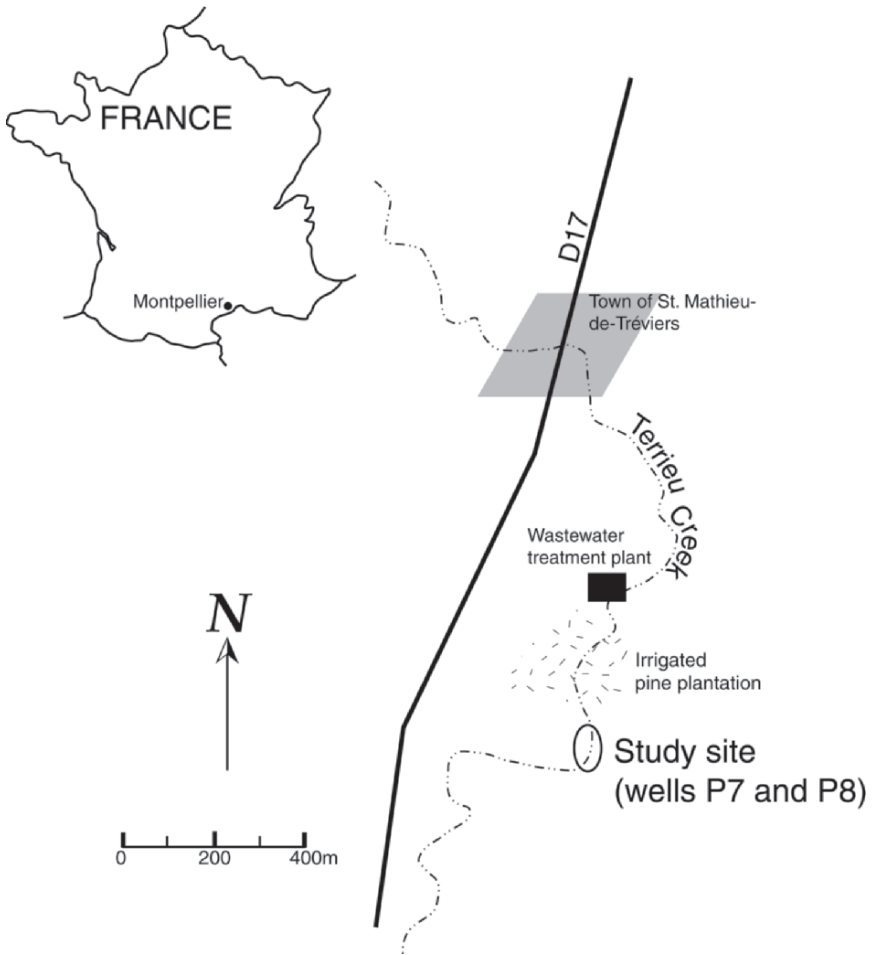 FRANCE
Montpellier
D17
Town of St. Mathieu-
de-Tréviers
Terrieu Creek
Wastewater
treatment plant
N
Irrigated
pine plantation
Study site
(wells P7 and P8)
0 200 400m